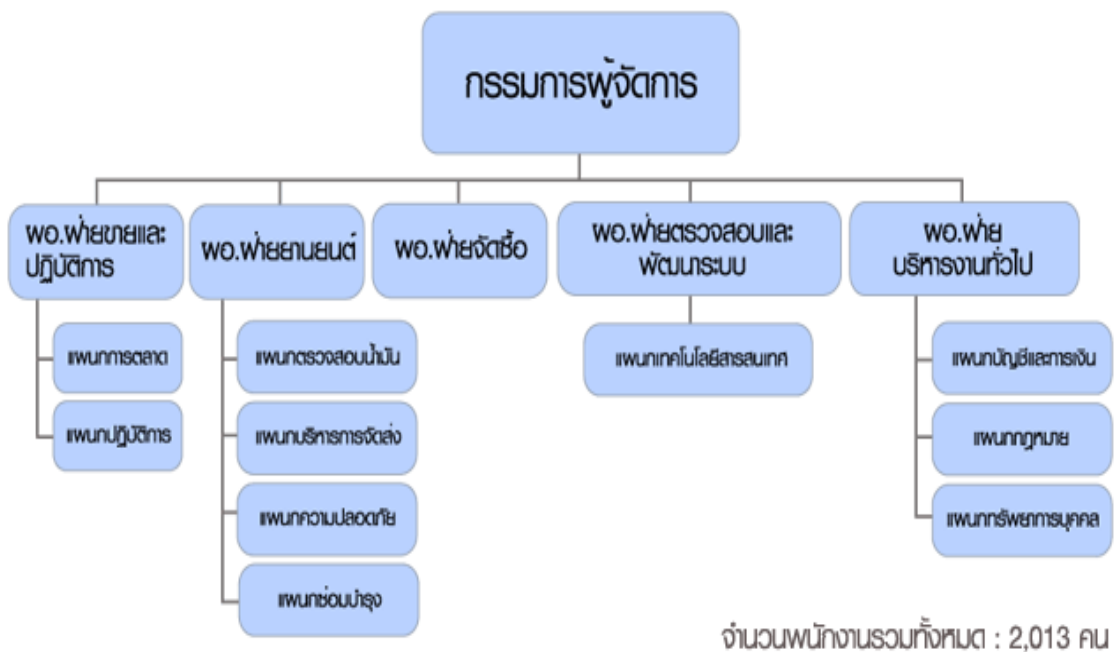 กรรมการผู้จัดการ
ผอ.ฝ่ายขายและ
ปฏิบัติการ
ผอ.ฝ่ายยานยนต์
ผอ.ฝ่ายจัดซื้อ
ผอ.ฝ่ายตรวจสอบและ
พัฒนาระบบ
ผอ.ฝ่าย
บริหารงานทั่วไป
แผนกการตลาด
แผนกปฏิบัติการ
แผนกตรวจสอบน้ำมัน
แผนกบริหารการจัดส่ง
แผนกความปลอดภัย
แผนกซ่อมบำรุง
แผนกเทคโนโลยีสารสนเทศ
แผนกบัญชีและการเงิน
แผนกกฎหมาย
แผนกทรัพยาการบุคคล
จำนวนพนักงานรวมทั้งหมด : 2,013 คน